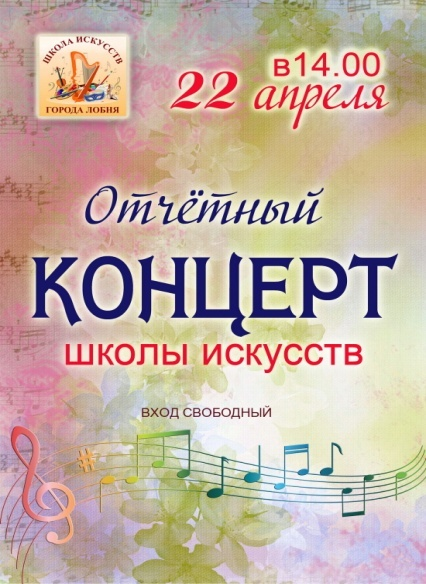 ШКОЛА ИСКУССТВ
ГОРОДА ЛОБНЯ
в14.00
22 апреля
Отчётный
КОНЦЕРТ
ШКОЛЫ ИСКУССТВ
ВХОД СВОБОДНЫЙ